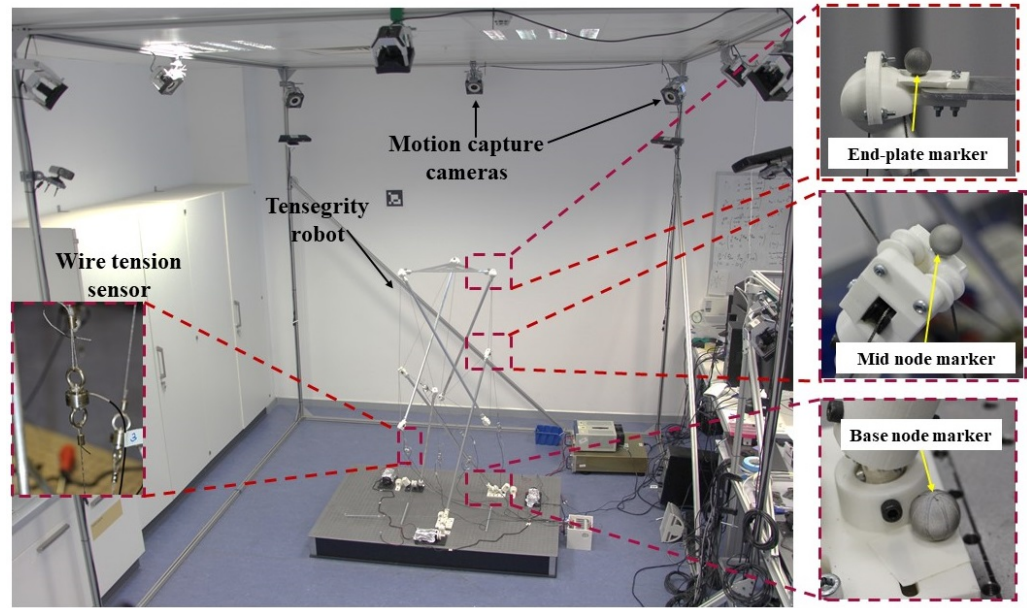 Motion capture
cameras
Tensegrity
robot
Wire tension
sensor
End-plate marker
Mid node marker
Base node marker